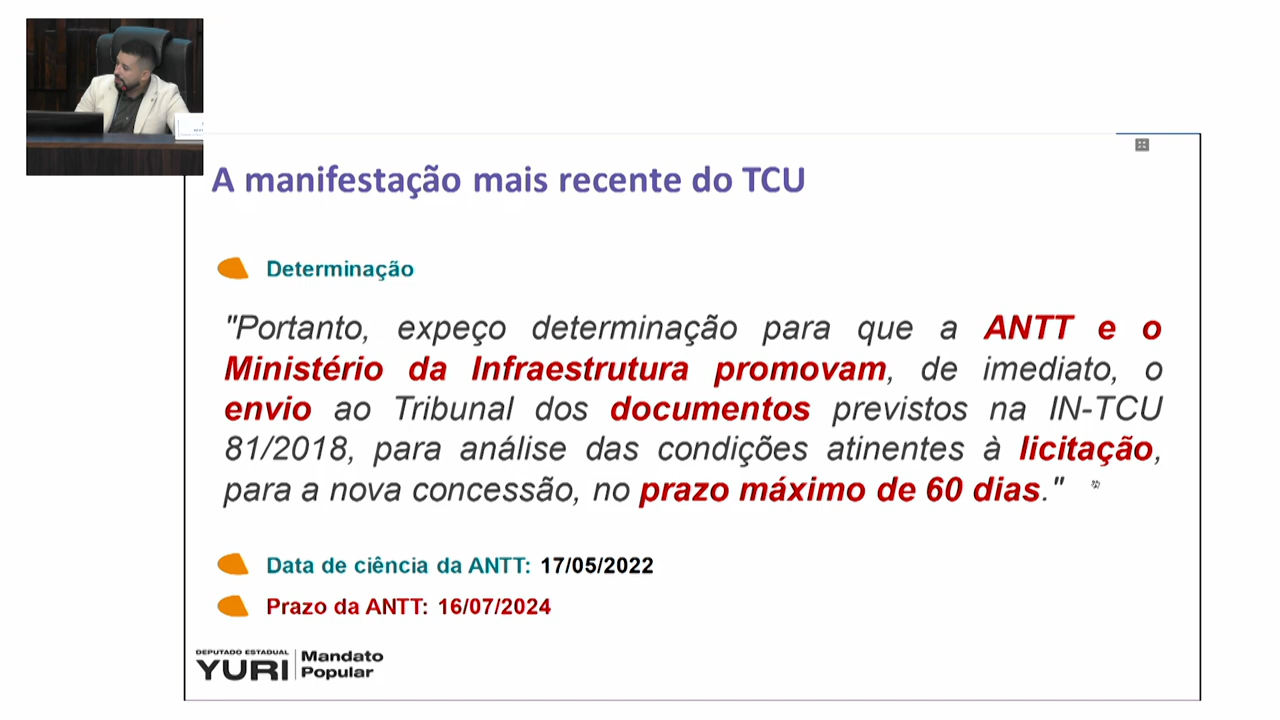 A manifestação mais recente do TCU
Determinação
"Portanto, expeço determinação para que a ANTT e o
Ministério da Infraestrutura promovam, de imediato, o
envio ao Tribunal dos documentos previstos na IN-TCU
81/2018, para análise das condições atinentes à licitação,
para a nova concessão, no prazo máximo de 60 dias."
Data de ciência da ANTT: 17/05/2022
Prazo da ANTT: 16/07/2024
DEPUTADO ESTADUAL
YURI
Mandato
Popular